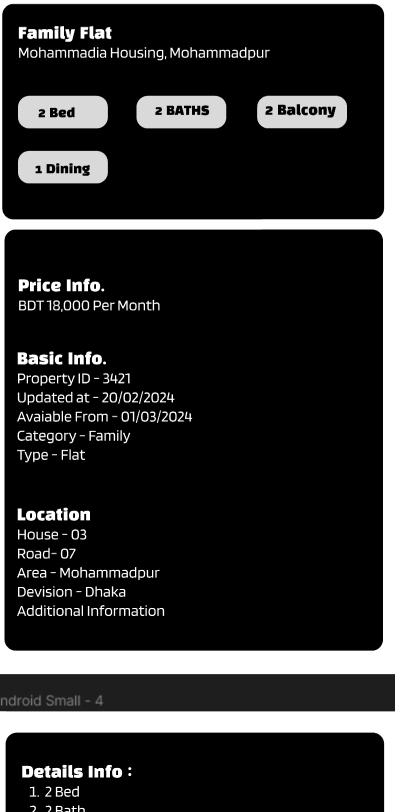 Family Flat
Mohammadia Housing, Mohammadpur
2 Bed
2 BATHS
2 Balcony
1 Dining
Price Info.
BDT 18,000 Per Month
Basic Info.
Property ID - 3421
Updated at - 20/02/2024
Avaiable From - 01/03/2024
Category - Family
Type - Flat
Location
House - 03
Road- 07
Area - Mohammadpur
Devision - Dhaka
Additional Information
ndroid Small - 4
Details Info :
1. 2 Bed
2. 2 Bath